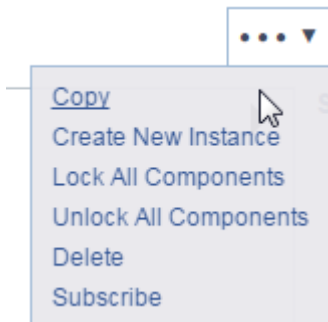 ••• ▼
Copy
Create New Instance
Lock All Components
Unlock All Components
Delete
Subscribe